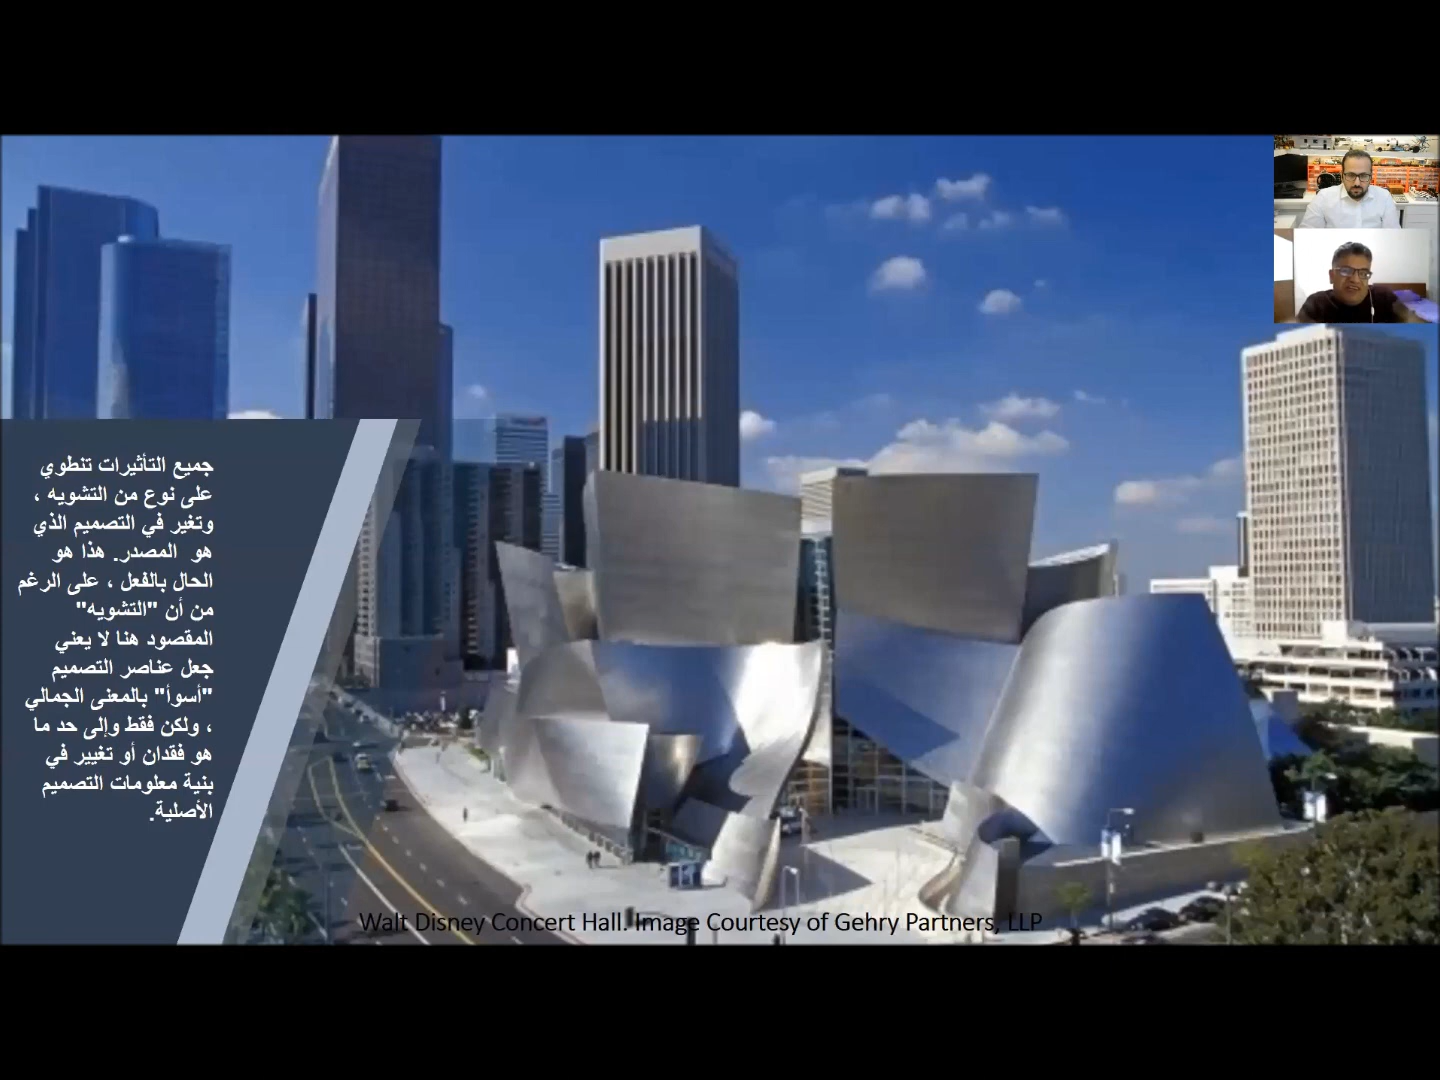 جميع التأثيرات تنطوي
على نوع من التشويه ،
وتغير في التصميم الذي
هو المصدر. هذا هو
الحال بالفعل ، على الرغم
من أن "التشويه"
المقصود هنا لا يعني
جعل عناصر التصميم
"أسوأ" بالمعنى الجمالي
، ولكن فقط وإلى حد ما
هو فقدان أو تغيير في
بنية معلومات التصميم
الأصلية.
Walt Disney Concert Hall. Image Courtesy of Gehry Partners, LLP